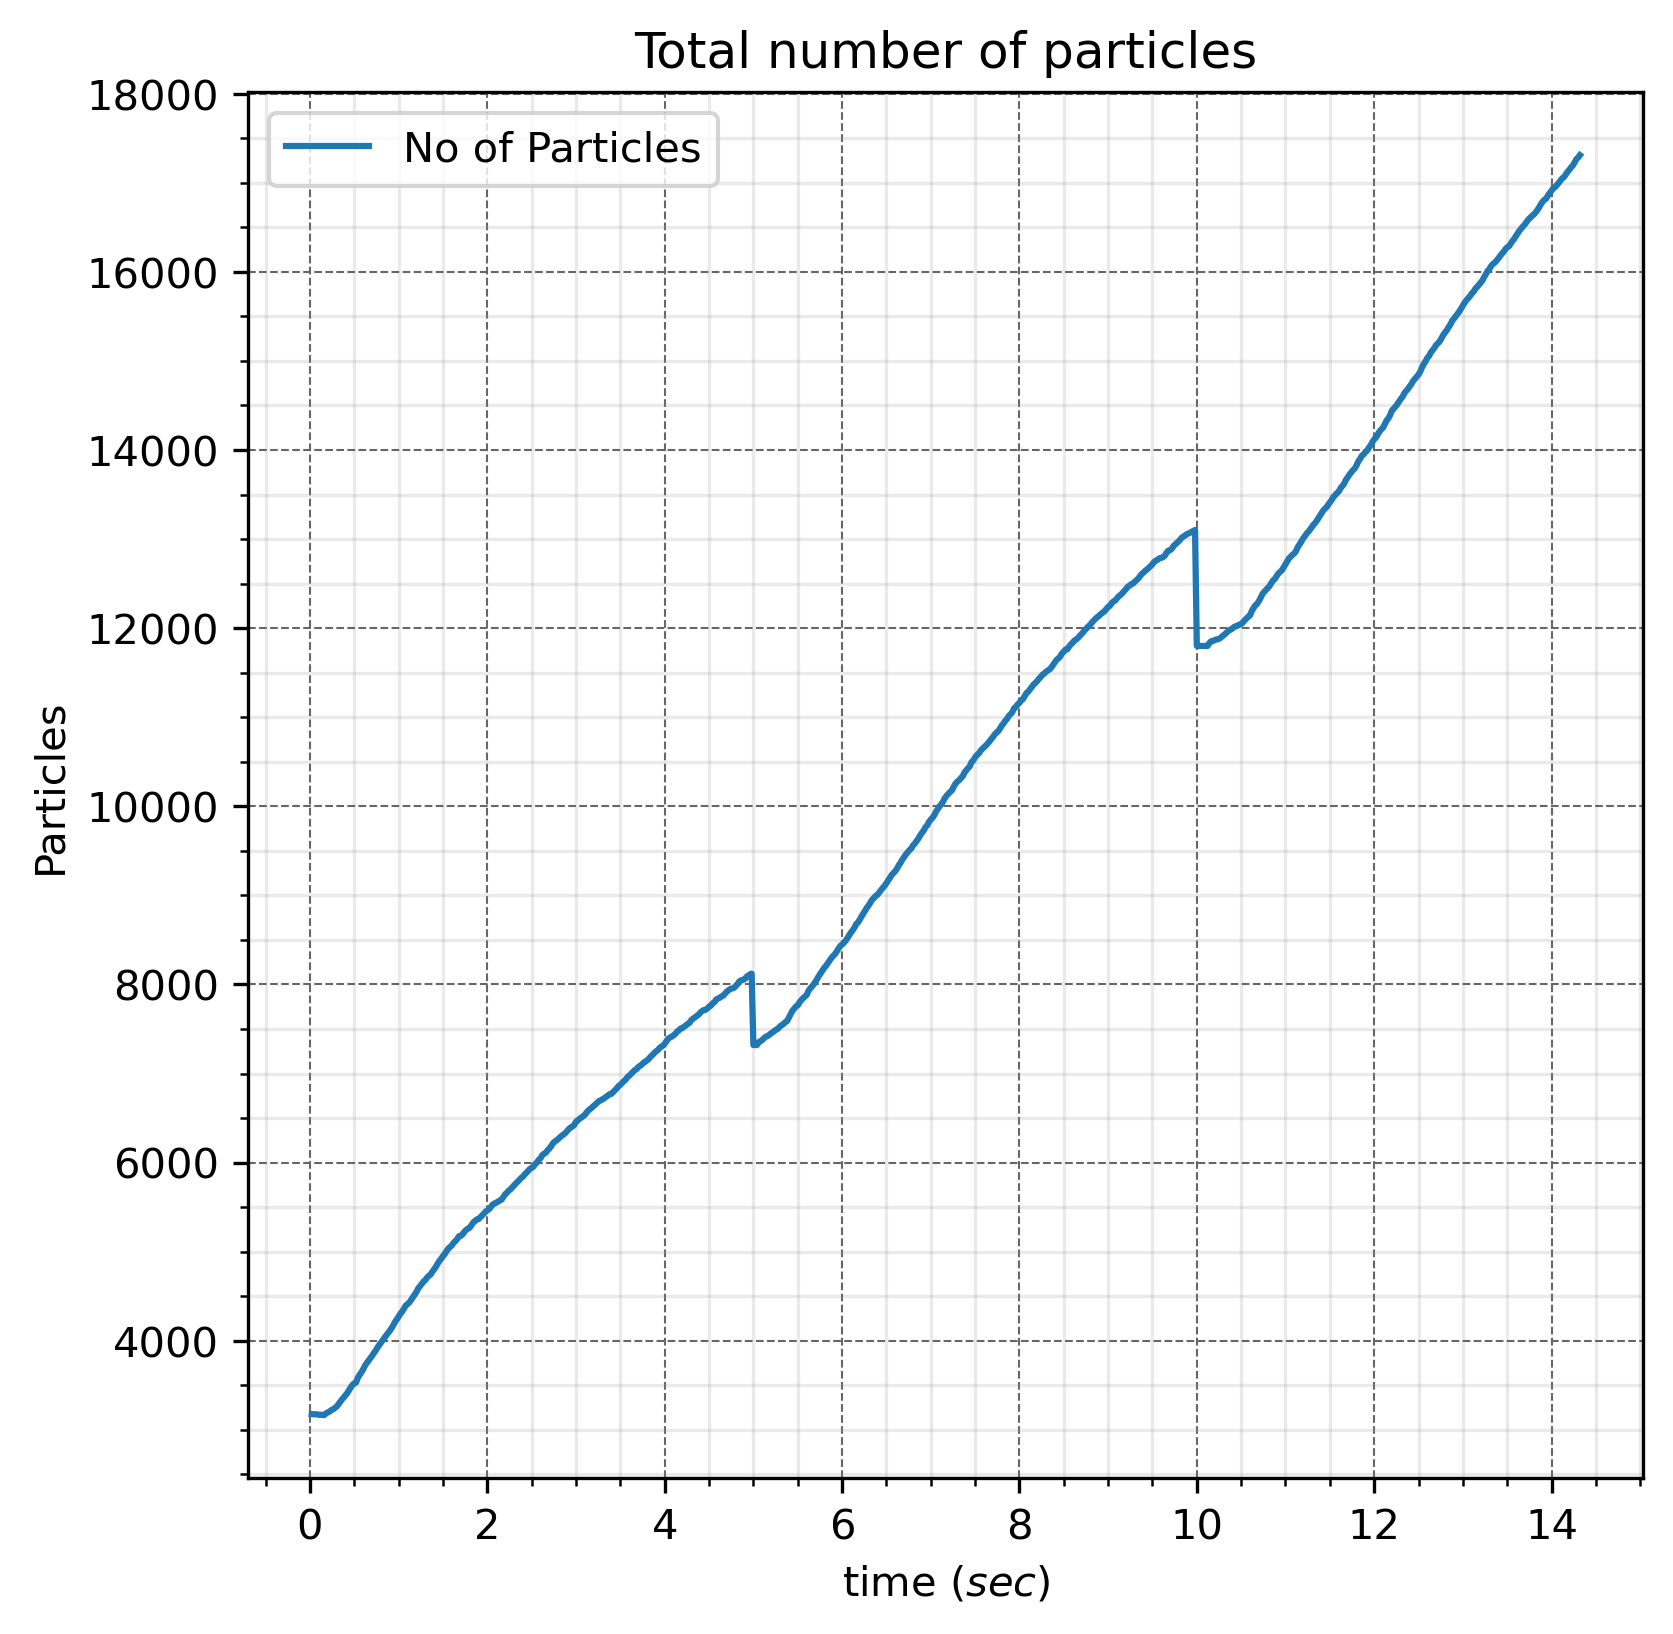 Total number of particles
18000
No of Particles
16000
14000
12000
10000
8000
6000
4000
Particles
0 2 4 6 8 10 12 14
time (sec)